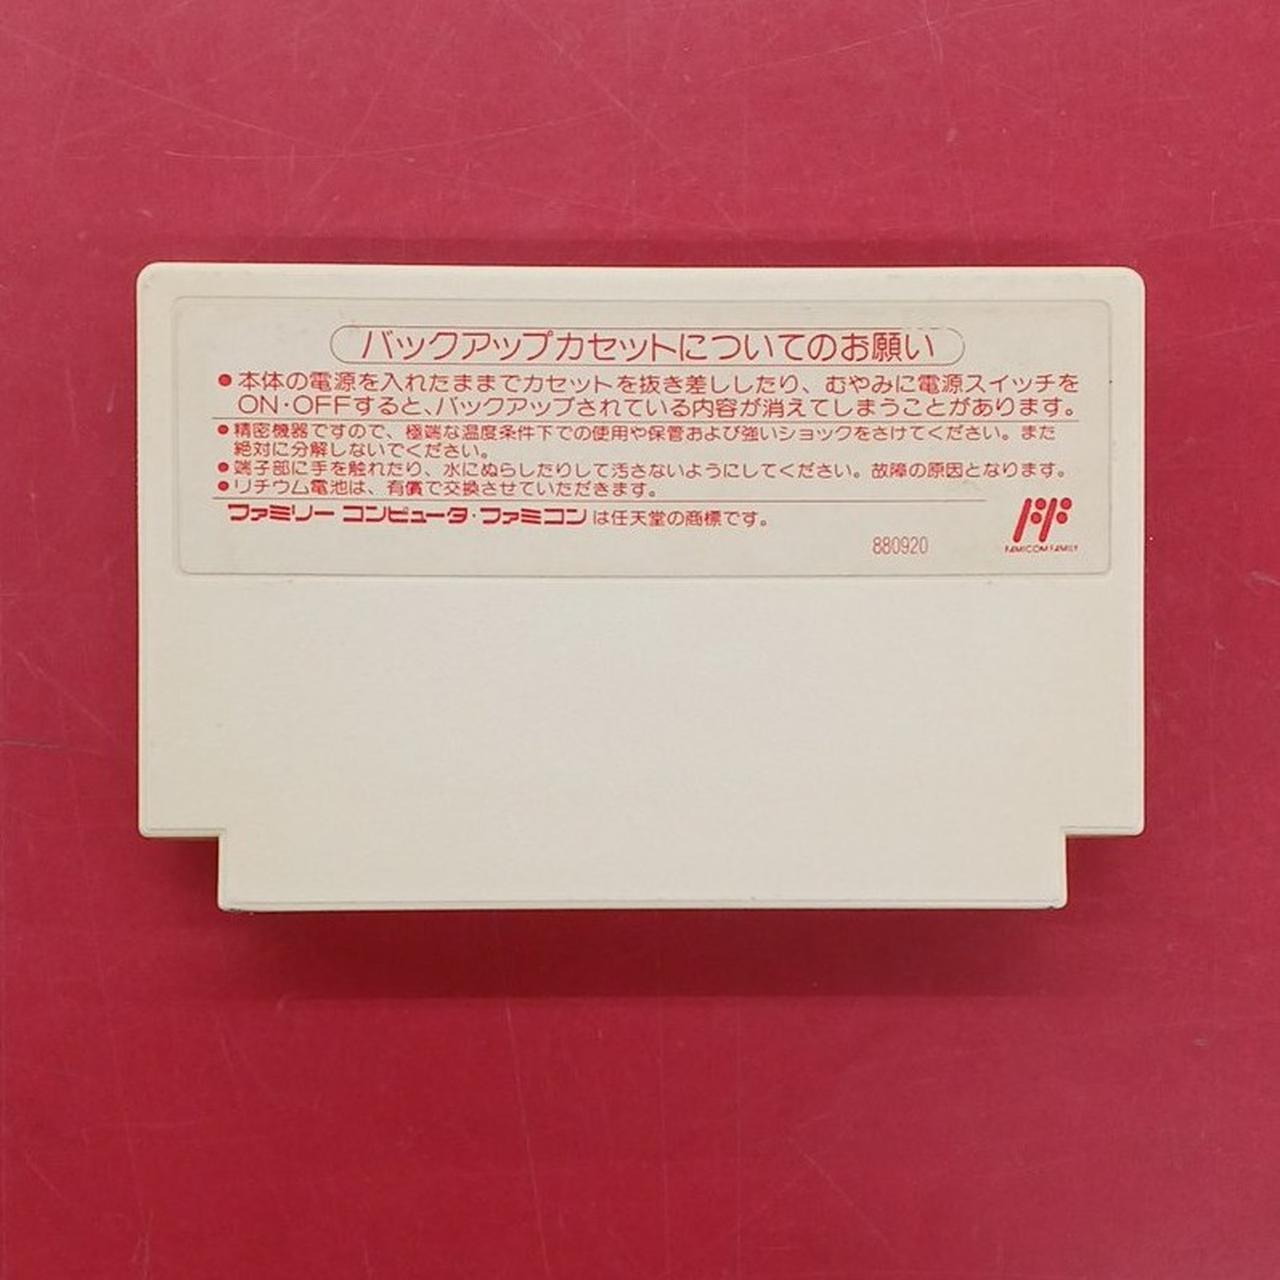 バックアップカセットについてのお願い
●本体の電源を入れたままでカセットを抜き差ししたり、むやみに電源スイッチを
ON・OFFすると、バックアップされている内容が消えてしまうことがあります。
●精密機器ですので、極端な温度条件下での使用や保管および強いショックをさけてください。また
絶対に分解しないでください。
●端子部に手を触れたり、水にぬらしたりして汚さないようにしてください。故障の原因となります。
●リチウム電池は、有償で交換させていただきます。
ファミリー コンピュータ・ファミコンは任天堂の商標です。
880920
FAMICOM FAMILY